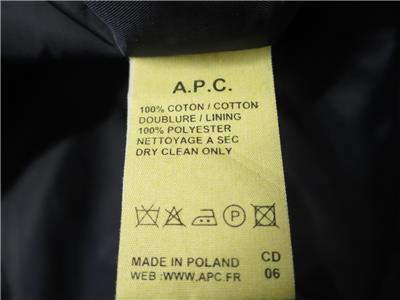 A.P.C.
100% COTON / COTTON
DOUBLURE / LINING
100% POLYESTER
NETTOYAGE A SEC
DRY CLEAN ONLY
P
MADE IN POLAND CD
WEB :WWW.APC.FR 06